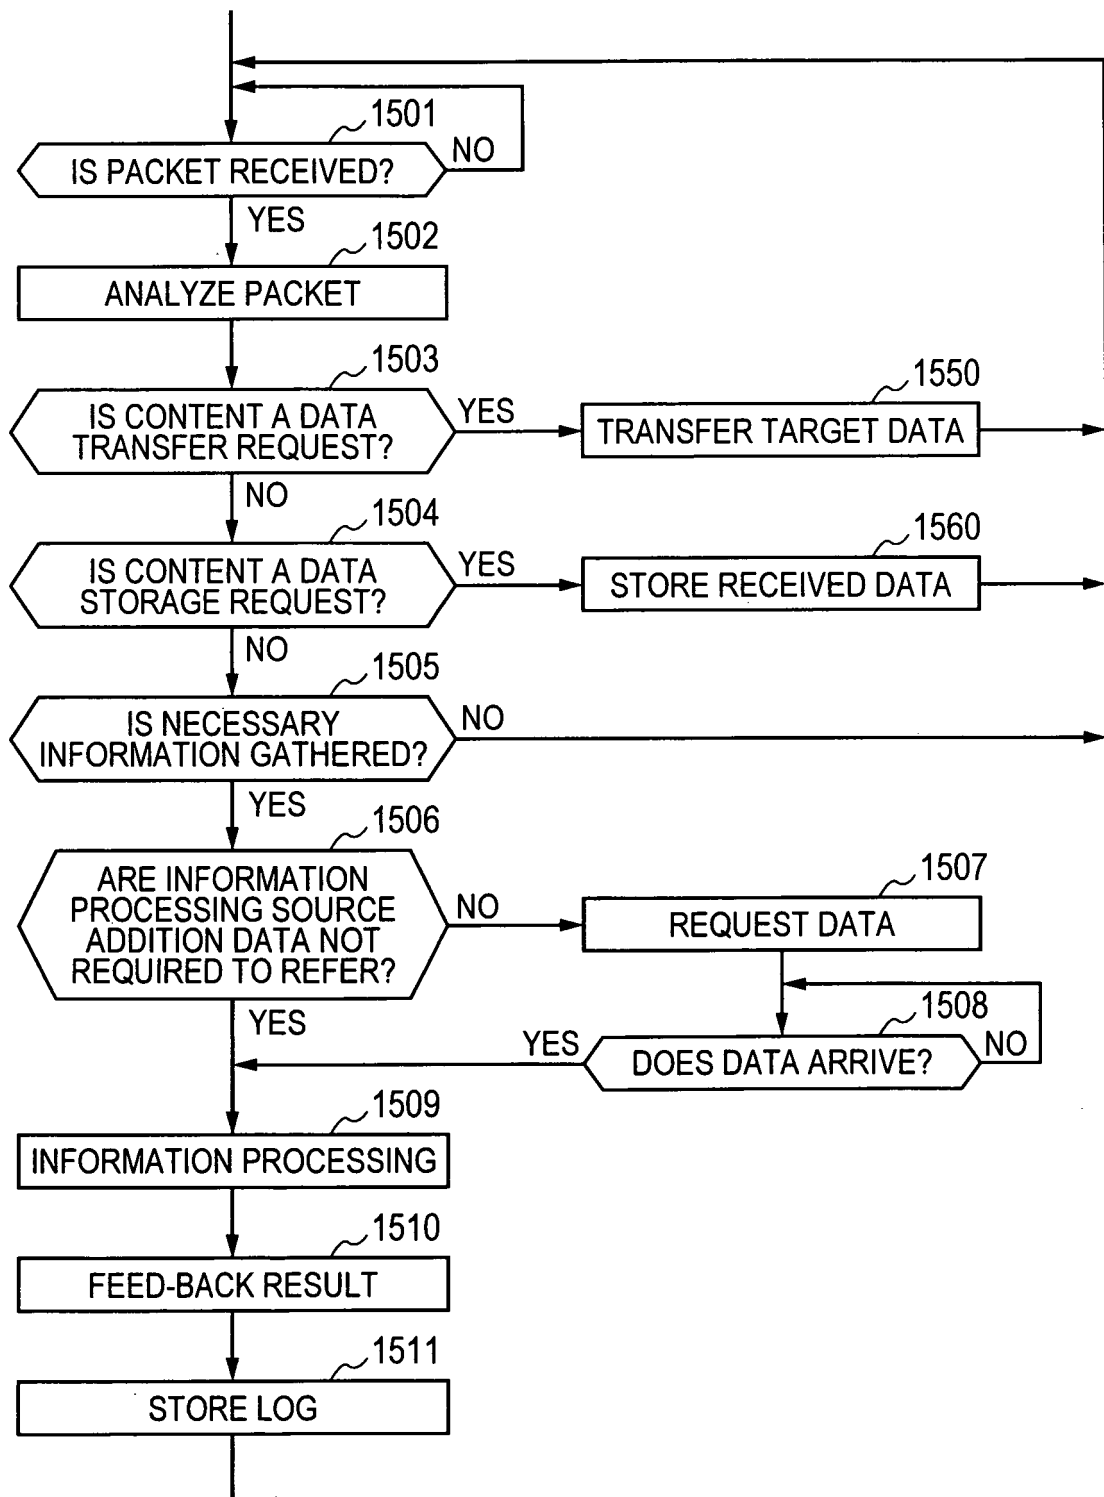 1501
IS PACKET RECEIVED?
NO
YES
1502
ANALYZE PACKET
1503
IS CONTENT A DATA
TRANSFER REQUEST?
YES
1550
TRANSFER TARGET DATA
NO
1504
IS CONTENT A DATA
STORAGE REQUEST?
YES
1560
STORE RECEIVED DATA
NO
1505
IS NECESSARY
INFORMATION GATHERED?
NO
YES
1506
ARE INFORMATION
PROCESSING SOURCE
ADDITION DATA NOT
REQUIRED TO REFER?
NO
1507
REQUEST DATA
YES
1508
DOES DATA ARRIVE?
NO
YES
1509
INFORMATION PROCESSING
1510
FEED-BACK RESULT
1511
STORE LOG